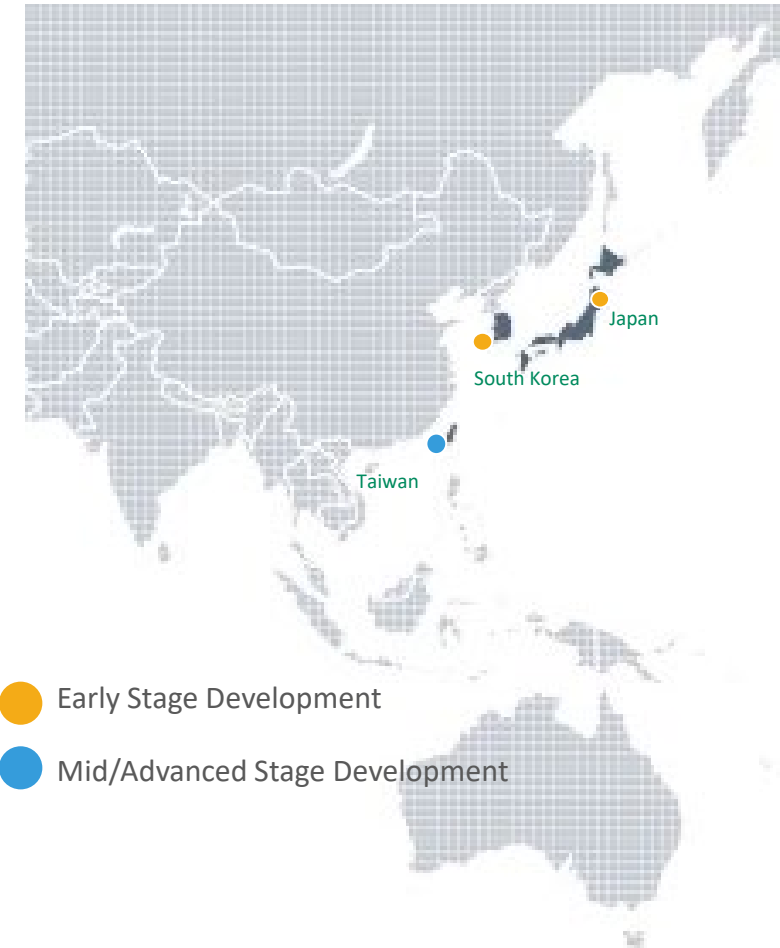 Japan
South Korea
Taiwan
Early Stage Development
Mid/Advanced Stage Development